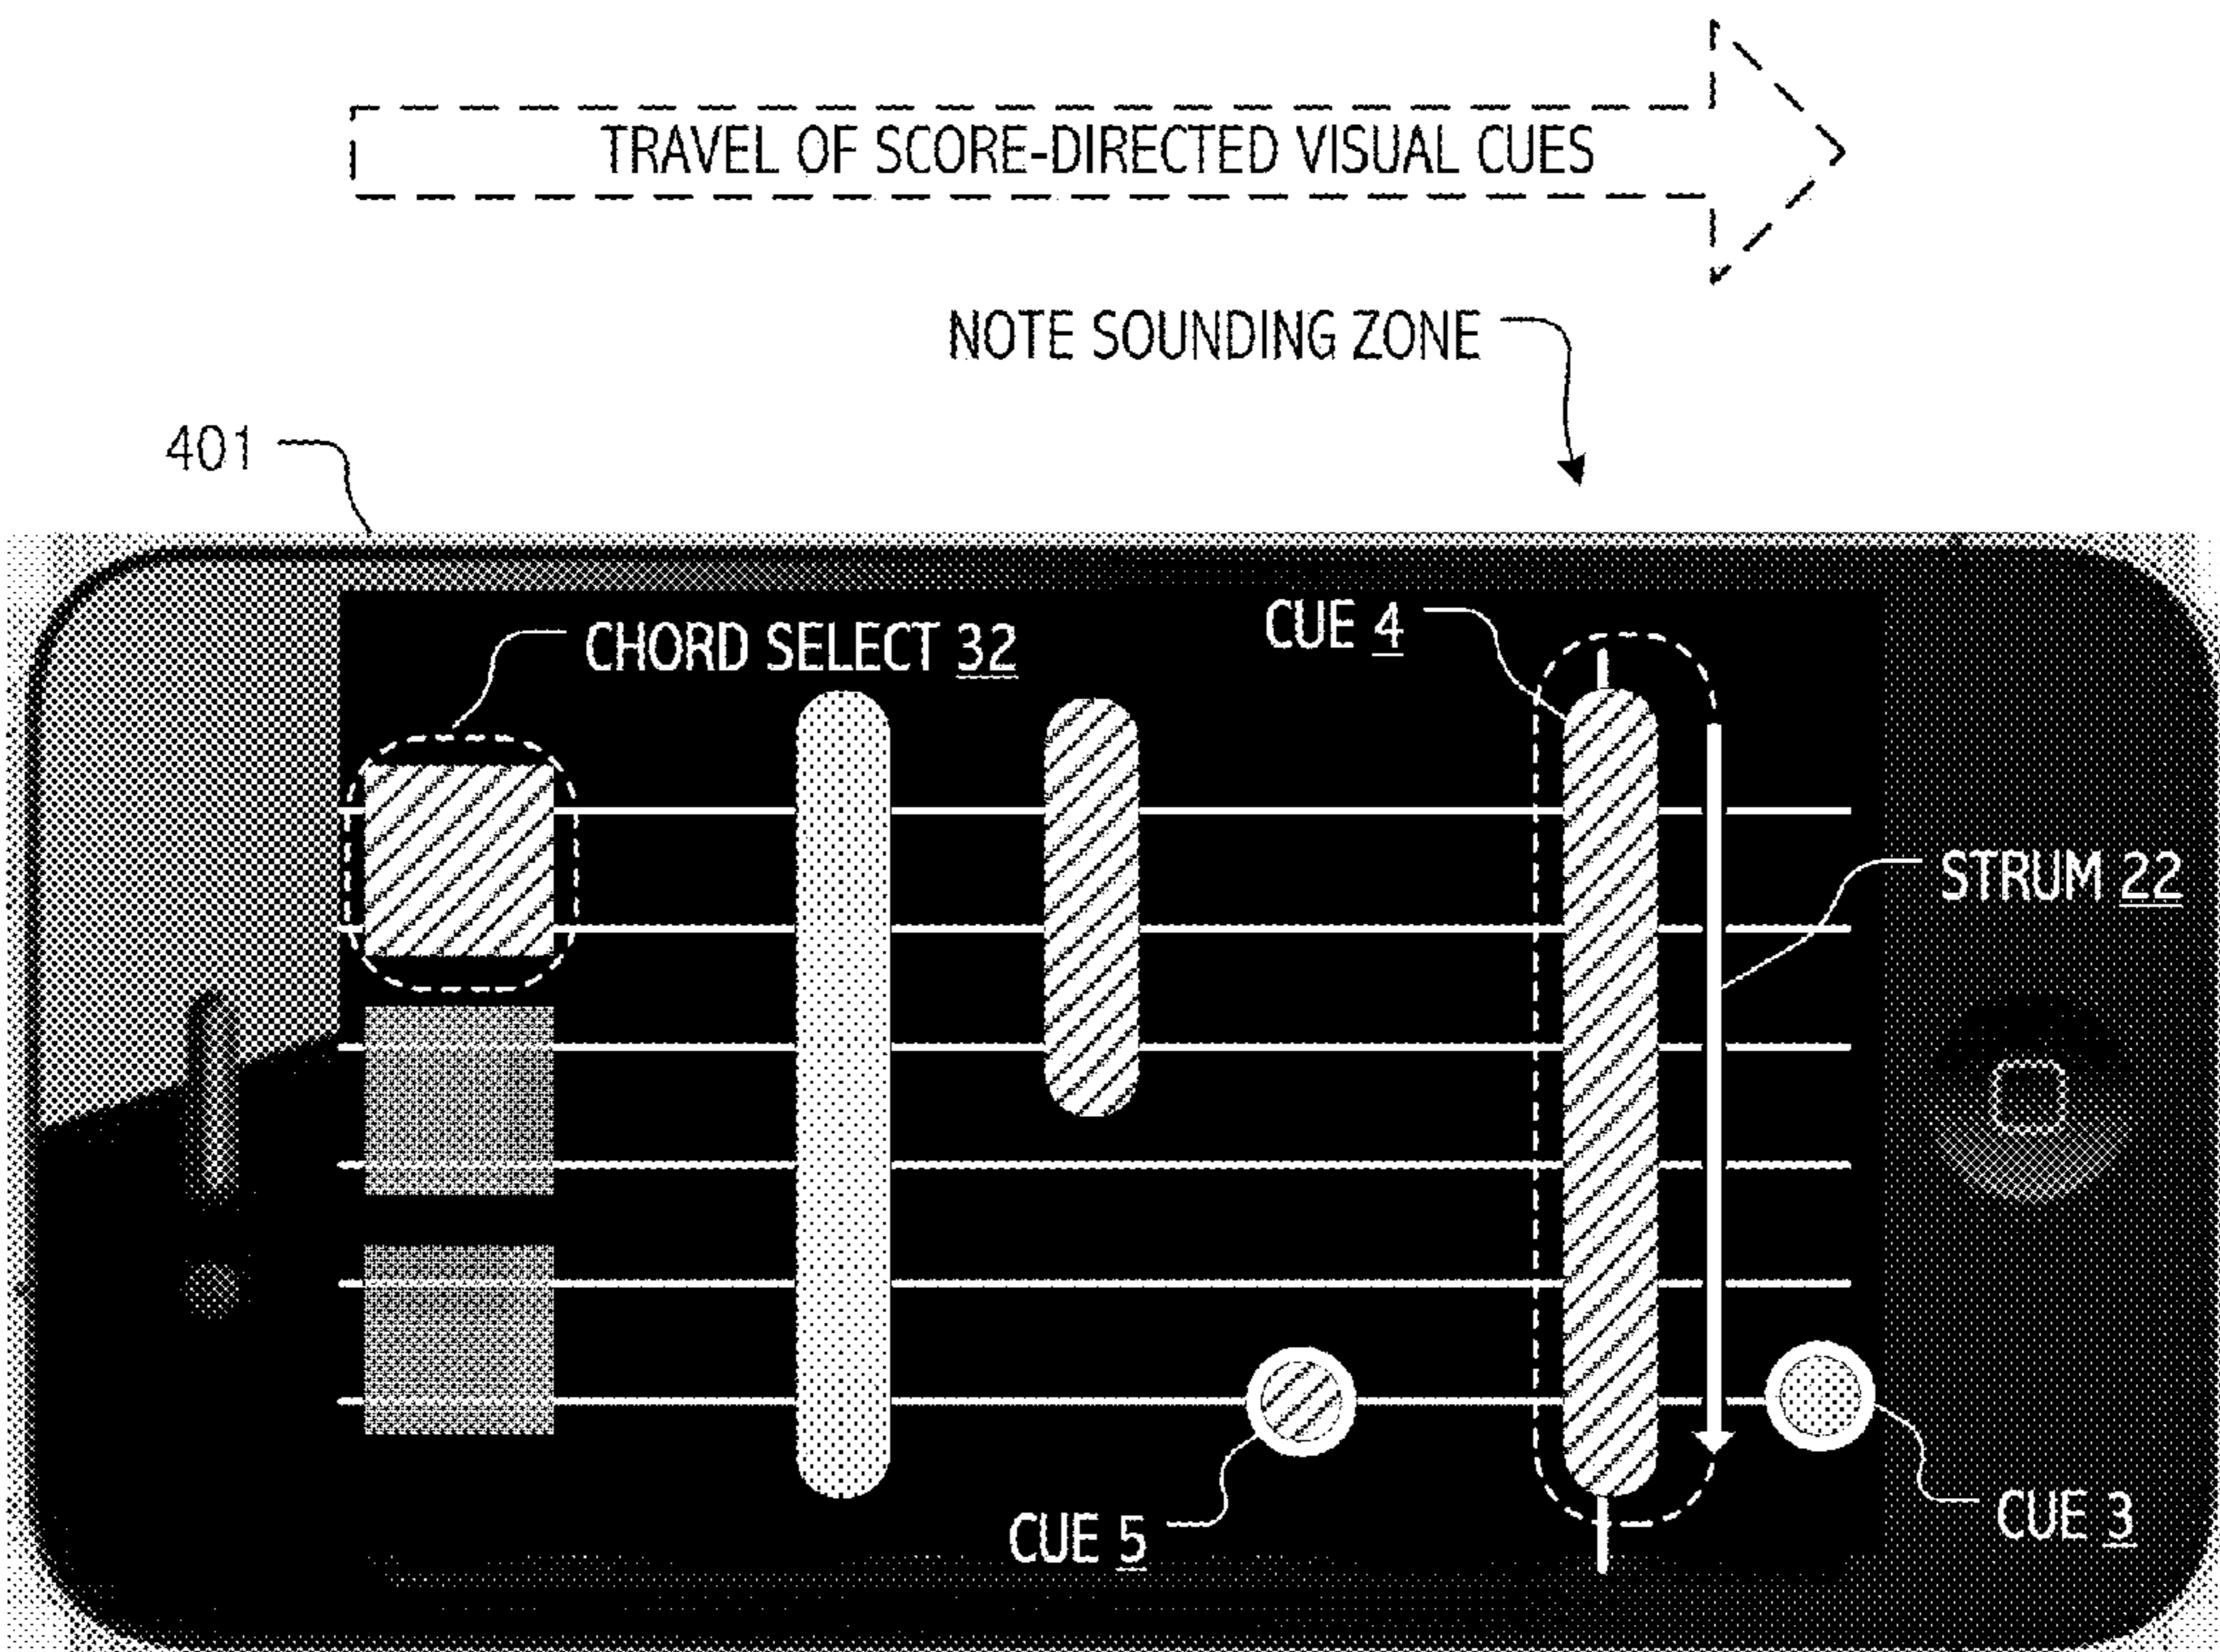 TRAVEL OF SCORE-DIRECTED VISUAL CUES
NOTE SOUNDING ZONE
401
CUE 4
CHORD SELECT 32
STRUM 22
CUE 3
CUE 5